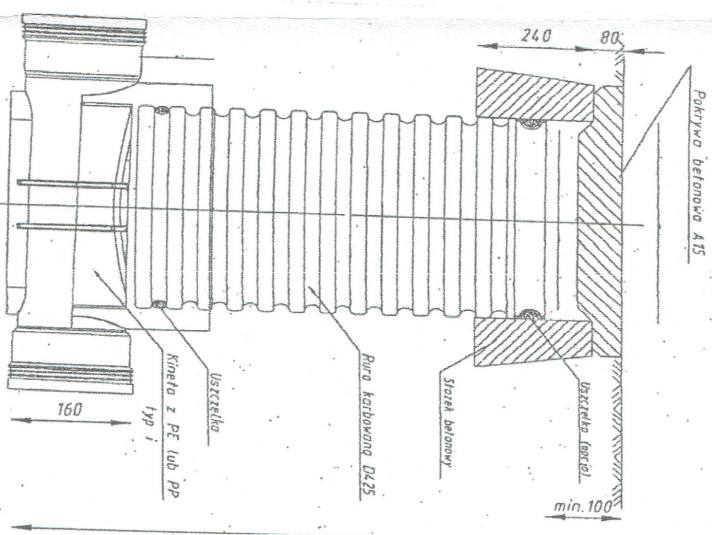 240
80
Pokrywa betonowa A15
Uszczelka (opcja)
Stożek betonowy
Rura karbowana D425
Uszczelka
Kineta z PE lub PP
typ i
160
min.100